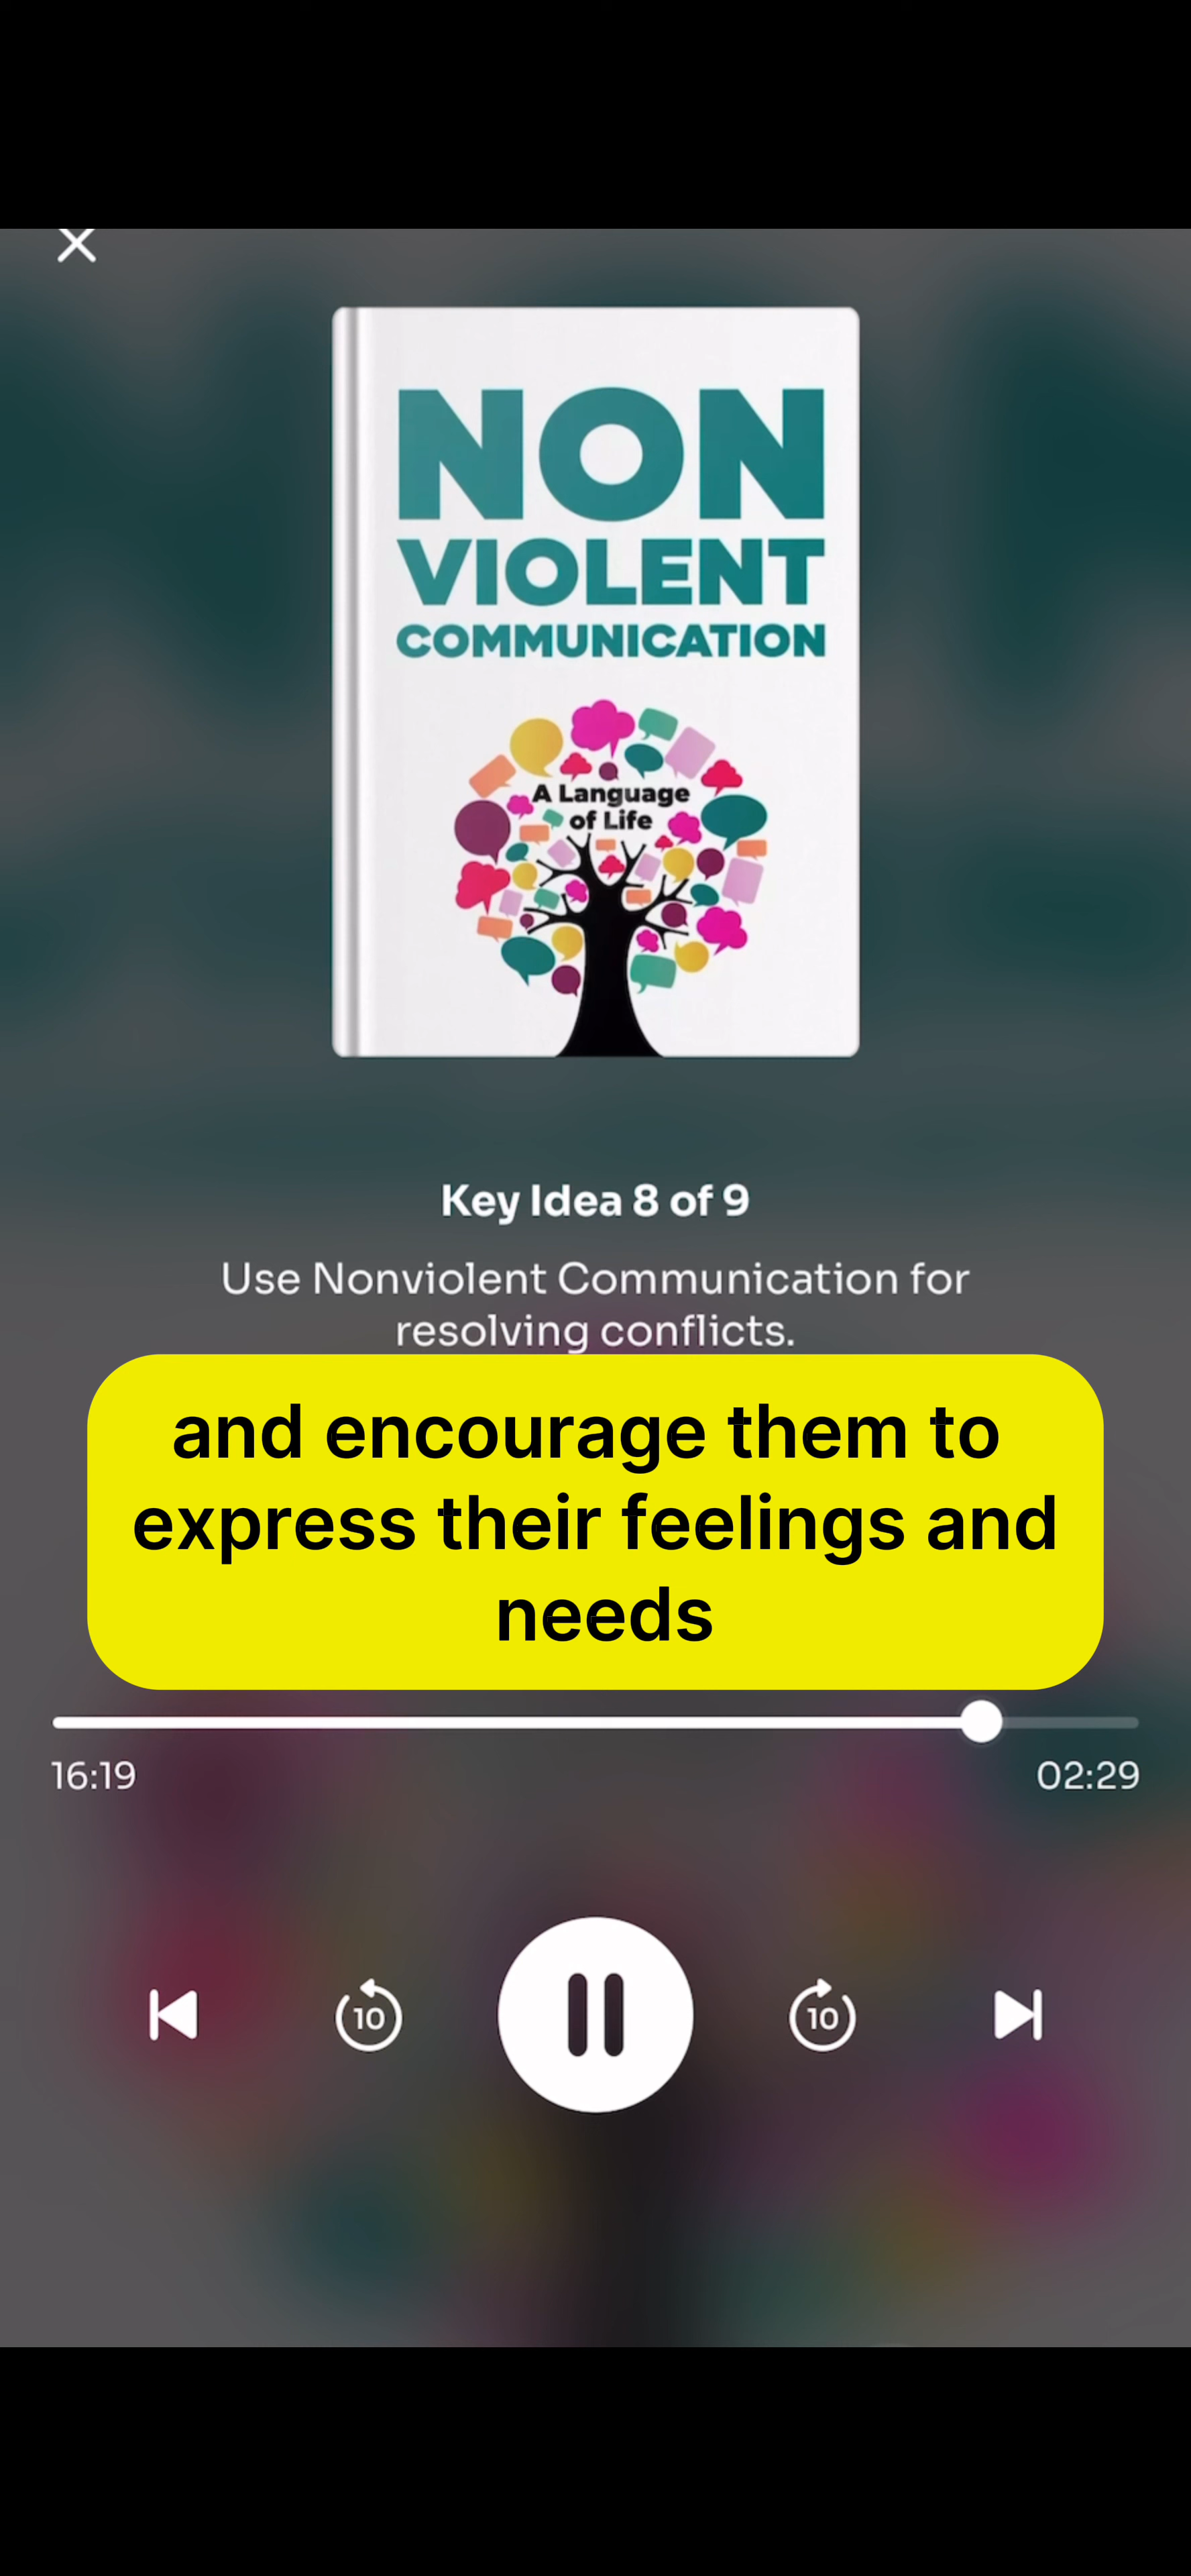 NON
VIOLENT
COMMUNICATION
A Language
of Life
Key Idea 8 of 9
Use Nonviolent Communication for
resolving conflicts.
and encourage them to
express their feelings and
needs
16:19
02:29
10
10